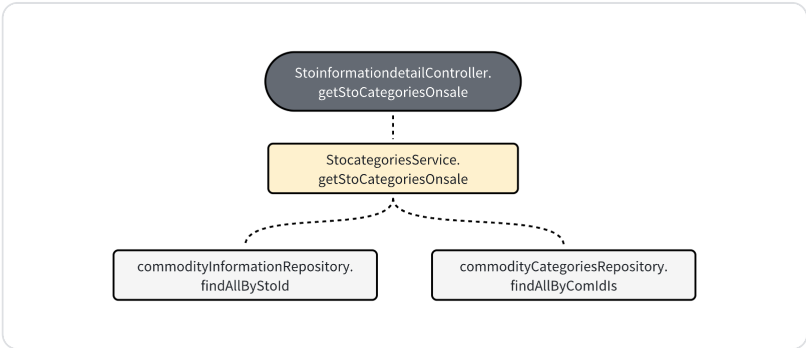 StoinformationdetailController.
getStoCategoriesOnsale
StocategoriesService.
getStoCategoriesOnsale
commodityInformationRepository.
findAllByStoId
commodityCategoriesRepository.
findAllByComIdIs